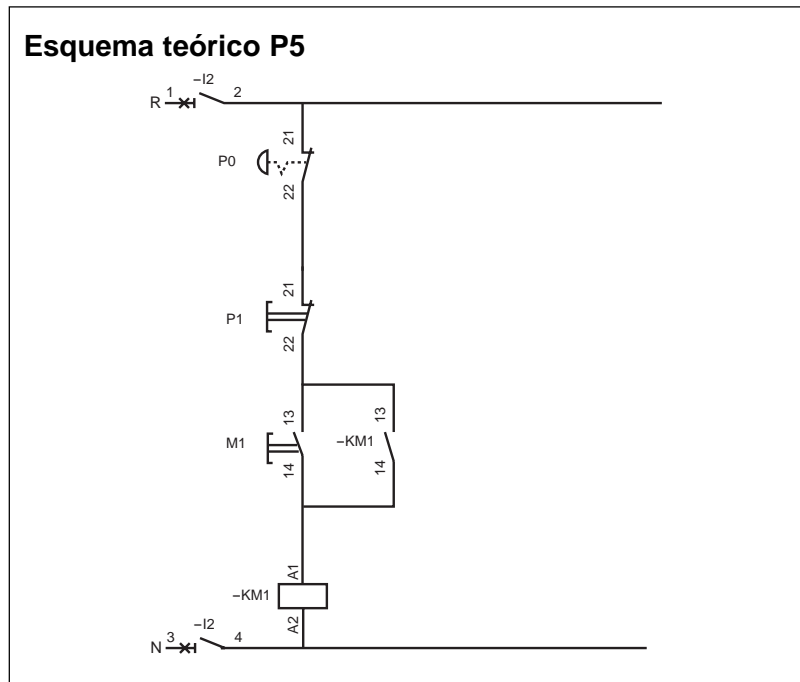 Esquema teórico P5
–I2
R 1 2
21
P0
22
21
P1
22
13 13
M1 –KM1
14 14
A1
–KM1
A2
–I2
N 3 4